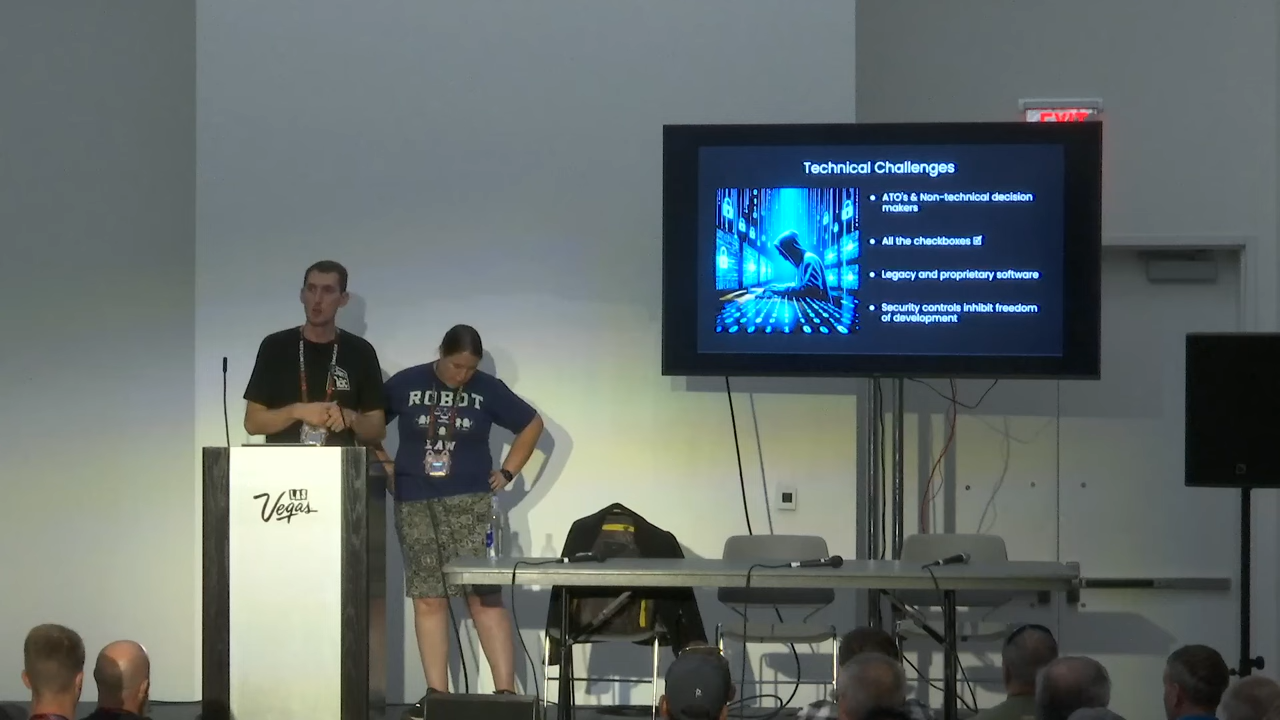 EXIT
Technical Challenges
• ATO's & Non-technical decision
makers
• All the checkboxes ☑
• Legacy and proprietary software
• Security controls inhibit freedom
of development
ROBOT
LAW
LAS
Vegas